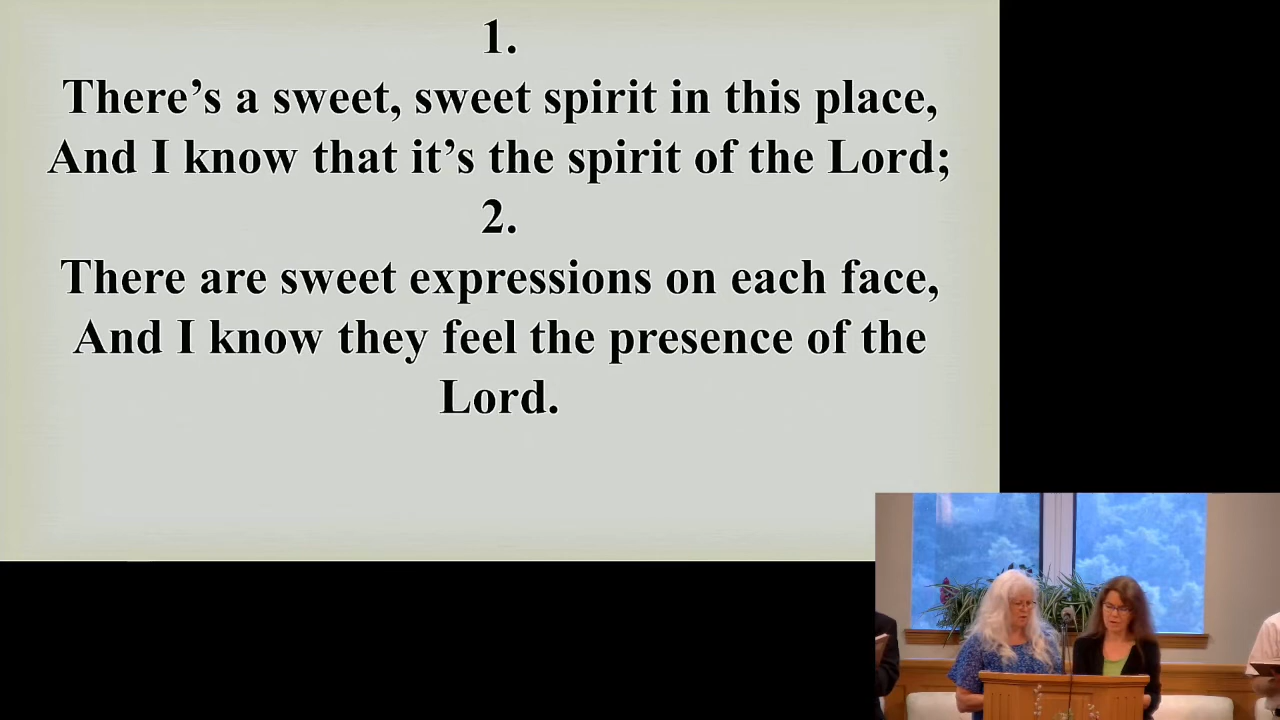 1.
There’s a sweet, sweet spirit in this place,
And I know that it’s the spirit of the Lord;
2.
There are sweet expressions on each face,
And I know they feel the presence of the
Lord.